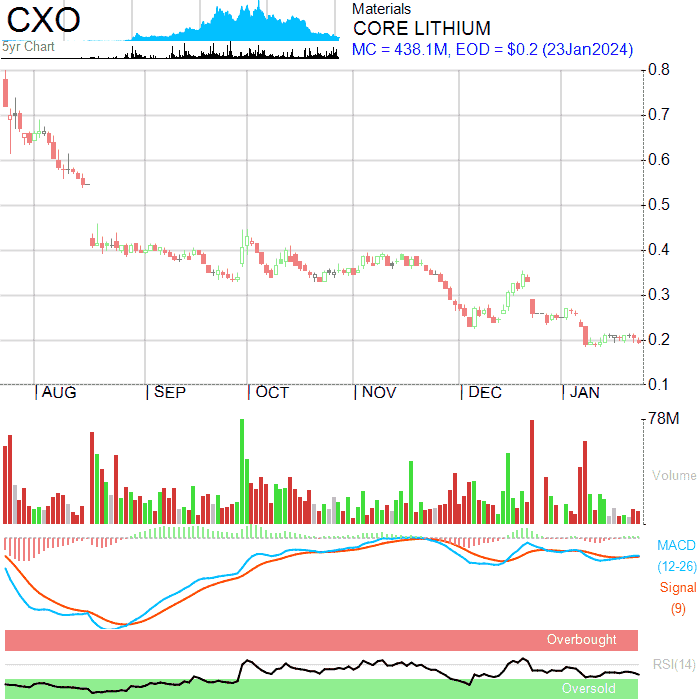 CXO
5yr Chart
Materials
CORE LITHIUM
MC = 438.1M, EOD = $0.2 (23Jan2024)
0.8
0.7
0.6
0.5
0.4
0.3
0.2
0.1
AUG SEP OCT NOV DEC JAN
78M
Volume
MACD
(12-26)
Signal
(9)
Overbought
RSI(14)
Oversold